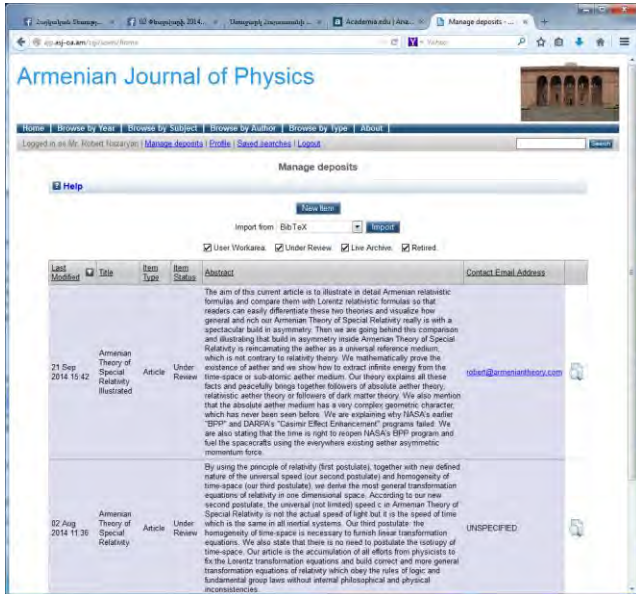 02 Փետրվարի 2014...
Academia.edu | Ana...
Manage deposits - ...
Yahoo
Armenian Journal of Physics
Home | Browse by Year | Browse by Subject | Browse by Author | Browse by Type | About |
Logged in as Mr. Robert Nazaryan | Manage deposits | Profile | Saved searches | Logout
Search
Manage deposits
Help
New Item
Import from BibTeX Import
User Workarea. Under Review. Live Archive. Retired.
Last Modified Title Item Type Item Status Abstract Contact Email Address
21 Sep 2014 15:42
Armenian Theory of Special Relativity Illustrated
Article
Under Review
The aim of this current article is to illustrate in detail Armenian relativistic
formulas and compare them with Lorentz relativistic formulas so that
readers can easily differentiate these two theories and visualize how
general and rich our Armenian Theory of Special Relativity really is with a
spectacular build in asymmetry. Then we are going behind this comparison
and illustrating that build in asymmetry inside Armenian Theory of Special
Relativity is reincarnating the aether as a universal reference medium,
which is not contrary to relativity theory. We mathematically prove the
existence of aether and we show how to extract infinite energy from the
time-space or sub-atomic aether medium. Our theory explains all these
facts and peacefully brings together followers of absolute aether theory,
relativistic aether theory or followers of dark matter theory. We also mention
that the absolute aether medium has a very complex geometric character,
which has never been seen before. We are explaining why NASA's earlier
"BPP" and DARPA's "Casimir Effect Enhancement" programs failed. We
are also stating that the time is right to reopen NASA's BPP program and
fuel the spacecrafts using the everywhere existing aether asymmetric
momentum force.
robert@armeniantheory.com
02 Aug 2014 11:36
Armenian Theory of Special Relativity
Article
Under Review
By using the principle of relativity (first postulate), together with new defined
nature of the universal speed (our second postulate) and homogeneity of
time-space (our third postulate), we derive the most general transformation
equations of relativity in one dimensional space. According to our new
second postulate, the universal (not limited) speed c in Armenian Theory of
Special Relativity is not the actual speed of light but it is the speed of time
which is the same in all inertial systems. Our third postulate: the
homogeneity of time-space is necessary to furnish linear transformation
equations. We also state that there is no need to postulate the isotropy of
time-space. Our article is the accumulation of all efforts from physicists to
fix the Lorentz transformation equations and build correct and more general
transformation equations of relativity which obey the rules of logic and
fundamental group laws without internal philosophical and physical
inconsistencies.
UNSPECIFIED